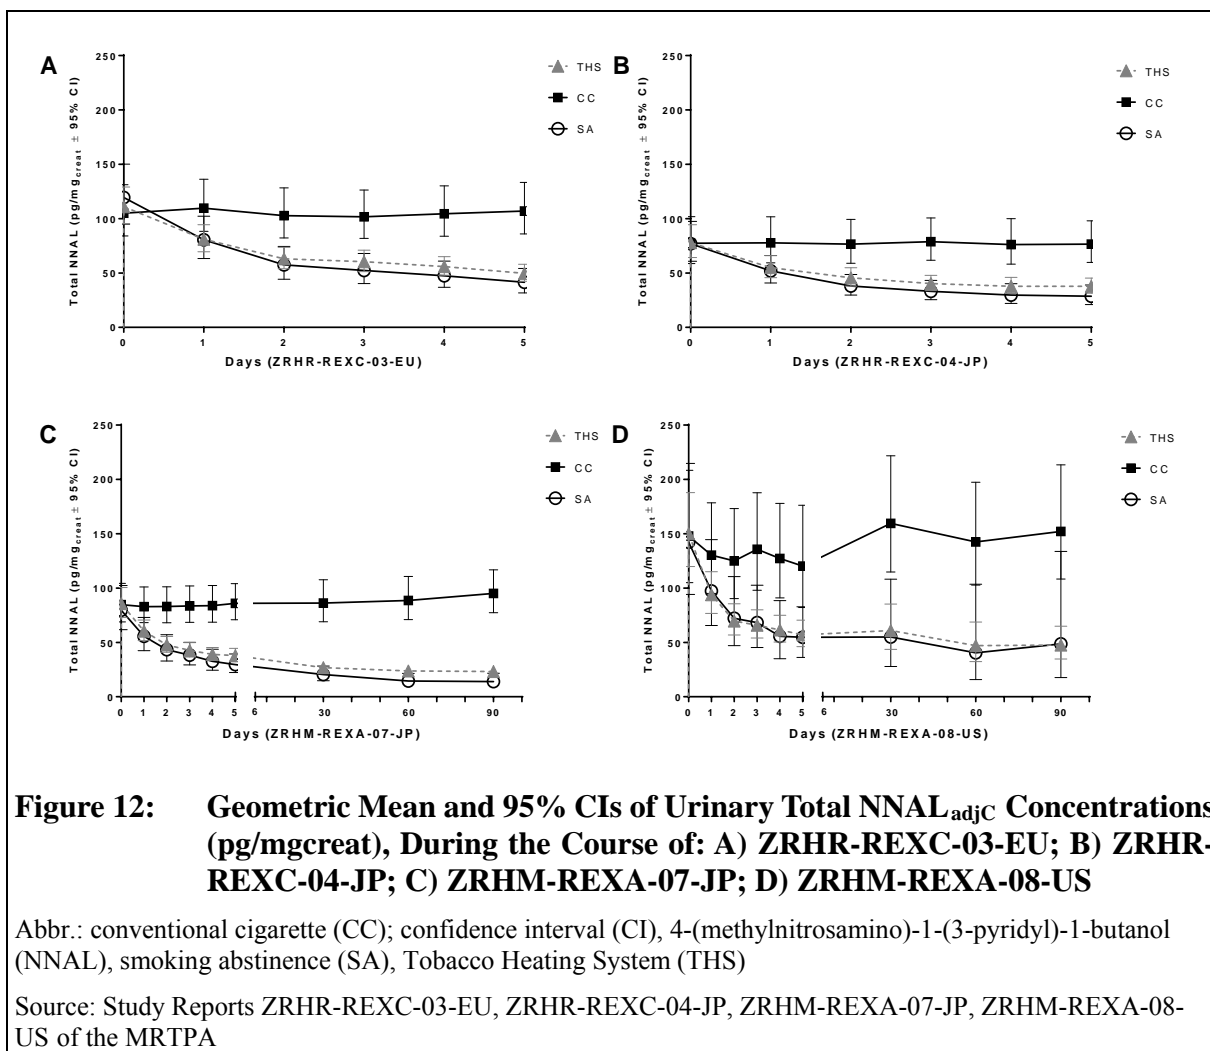 A
Total NNAL (pg/mgcreat ± 95% CI)
250
200
150
100
50
0
0 1 2 3 4 5
Days (ZRHR-REXC-03-EU)
THS
CC
SA
B
Total NNAL (pg/mgcreat ± 95% CI)
250
200
150
100
50
0
0 1 2 3 4 5
Days (ZRHR-REXC-04-JP)
THS
CC
SA
C
Total NNAL (pg/mgcreat ± 95% CI)
250
200
150
100
50
0
0 1 2 3 4 5 6 30 60 90
Days (ZRHM-REXA-07-JP)
THS
CC
SA
D
Total NNAL (pg/mgcreat ± 95% CI)
250
200
150
100
50
0
0 1 2 3 4 5 6 30 60 90
Days (ZRHM-REXA-08-US)
THS
CC
SA
Figure 12: Geometric Mean and 95% CIs of Urinary Total NNALadjC Concentrations
(pg/mgcreat), During the Course of: A) ZRHR-REXC-03-EU; B) ZRHR-
REXC-04-JP; C) ZRHM-REXA-07-JP; D) ZRHM-REXA-08-US
Abbr.: conventional cigarette (CC); confidence interval (CI), 4-(methylnitrosamino)-1-(3-pyridyl)-1-butanol
(NNAL), smoking abstinence (SA), Tobacco Heating System (THS)
Source: Study Reports ZRHR-REXC-03-EU, ZRHR-REXC-04-JP, ZRHM-REXA-07-JP, ZRHM-REXA-08-
US of the MRTPA